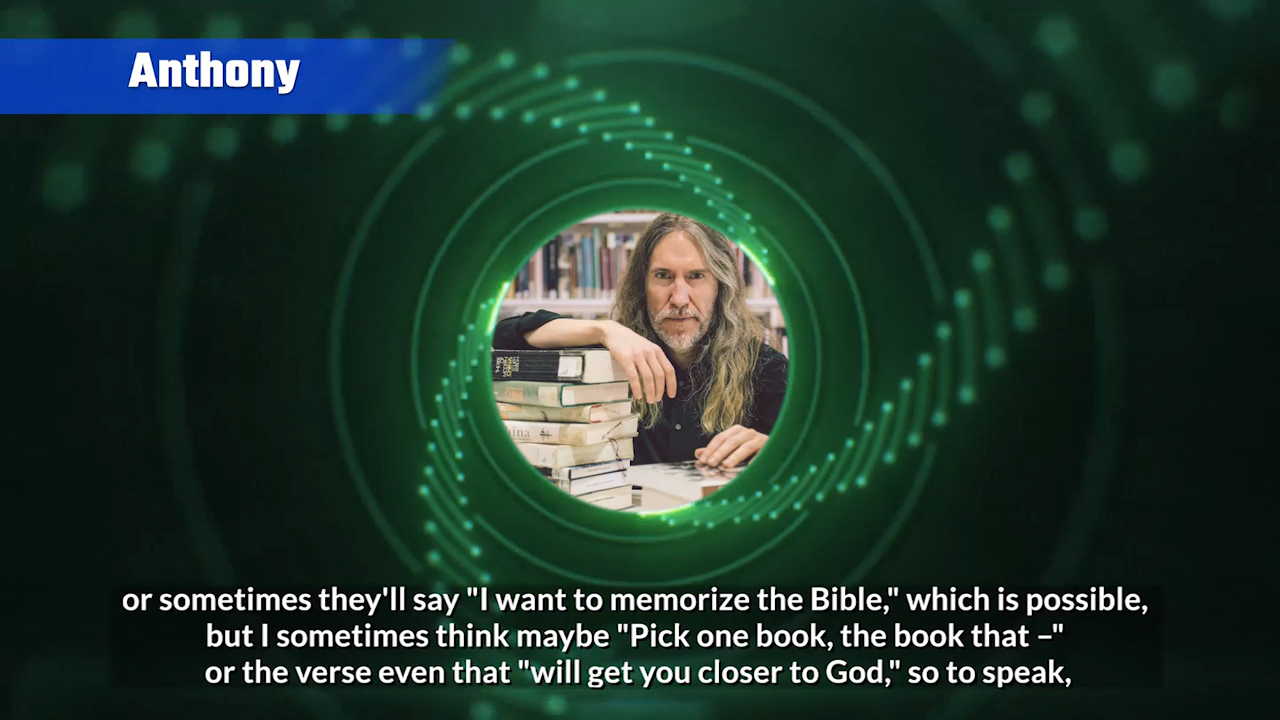 Anthony
or sometimes they'll say "I want to memorize the Bible," which is possible,
but I sometimes think maybe "Pick one book, the book that –"
or the verse even that "will get you closer to God," so to speak,